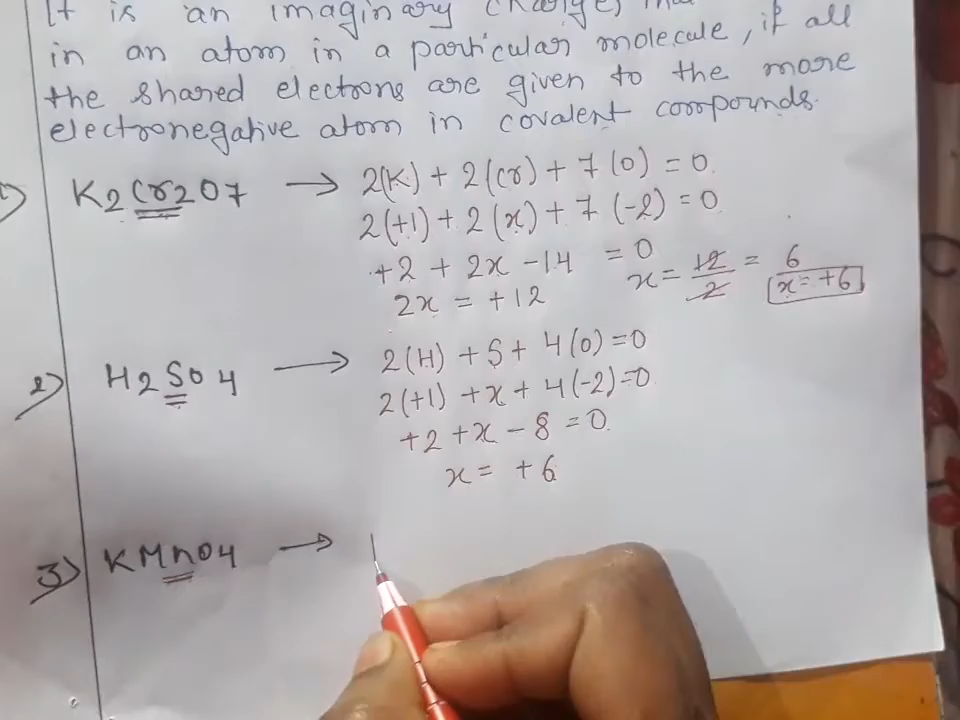 It is an imaginary charge,
in an atom in a particular molecule, if all
the shared electrons are given to the more
electronegative atom in covalent compounds.
1) K2Cr2O7 → 2(K) + 2(Cr) + 7(O) = 0
2(+1) + 2(x) + 7(-2) = 0
+2 + 2x -14 = 0 x = 12/2 = 6
2x = +12 x = +6
2) H2SO4 → 2(H) + S + 4(O) = 0
2(+1) + x + 4(-2) = 0
+2 + x - 8 = 0
x = +6
3) KMnO4 →